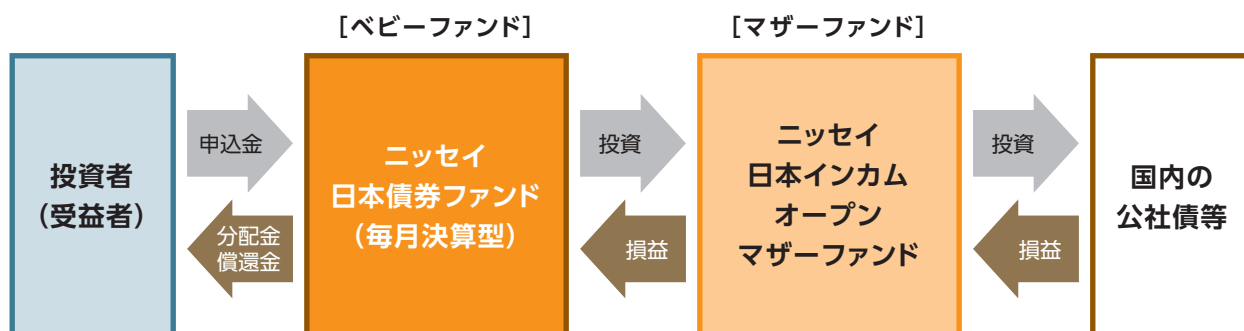 ［ベビーファンド］
［マザーファンド］
投資者
（受益者）
申込金
分配金
償還金
ニッセイ
日本債券ファンド
（毎月決算型）
投資
損益
ニッセイ
日本インカム
オープン
マザーファンド
投資
損益
国内の
公社債等